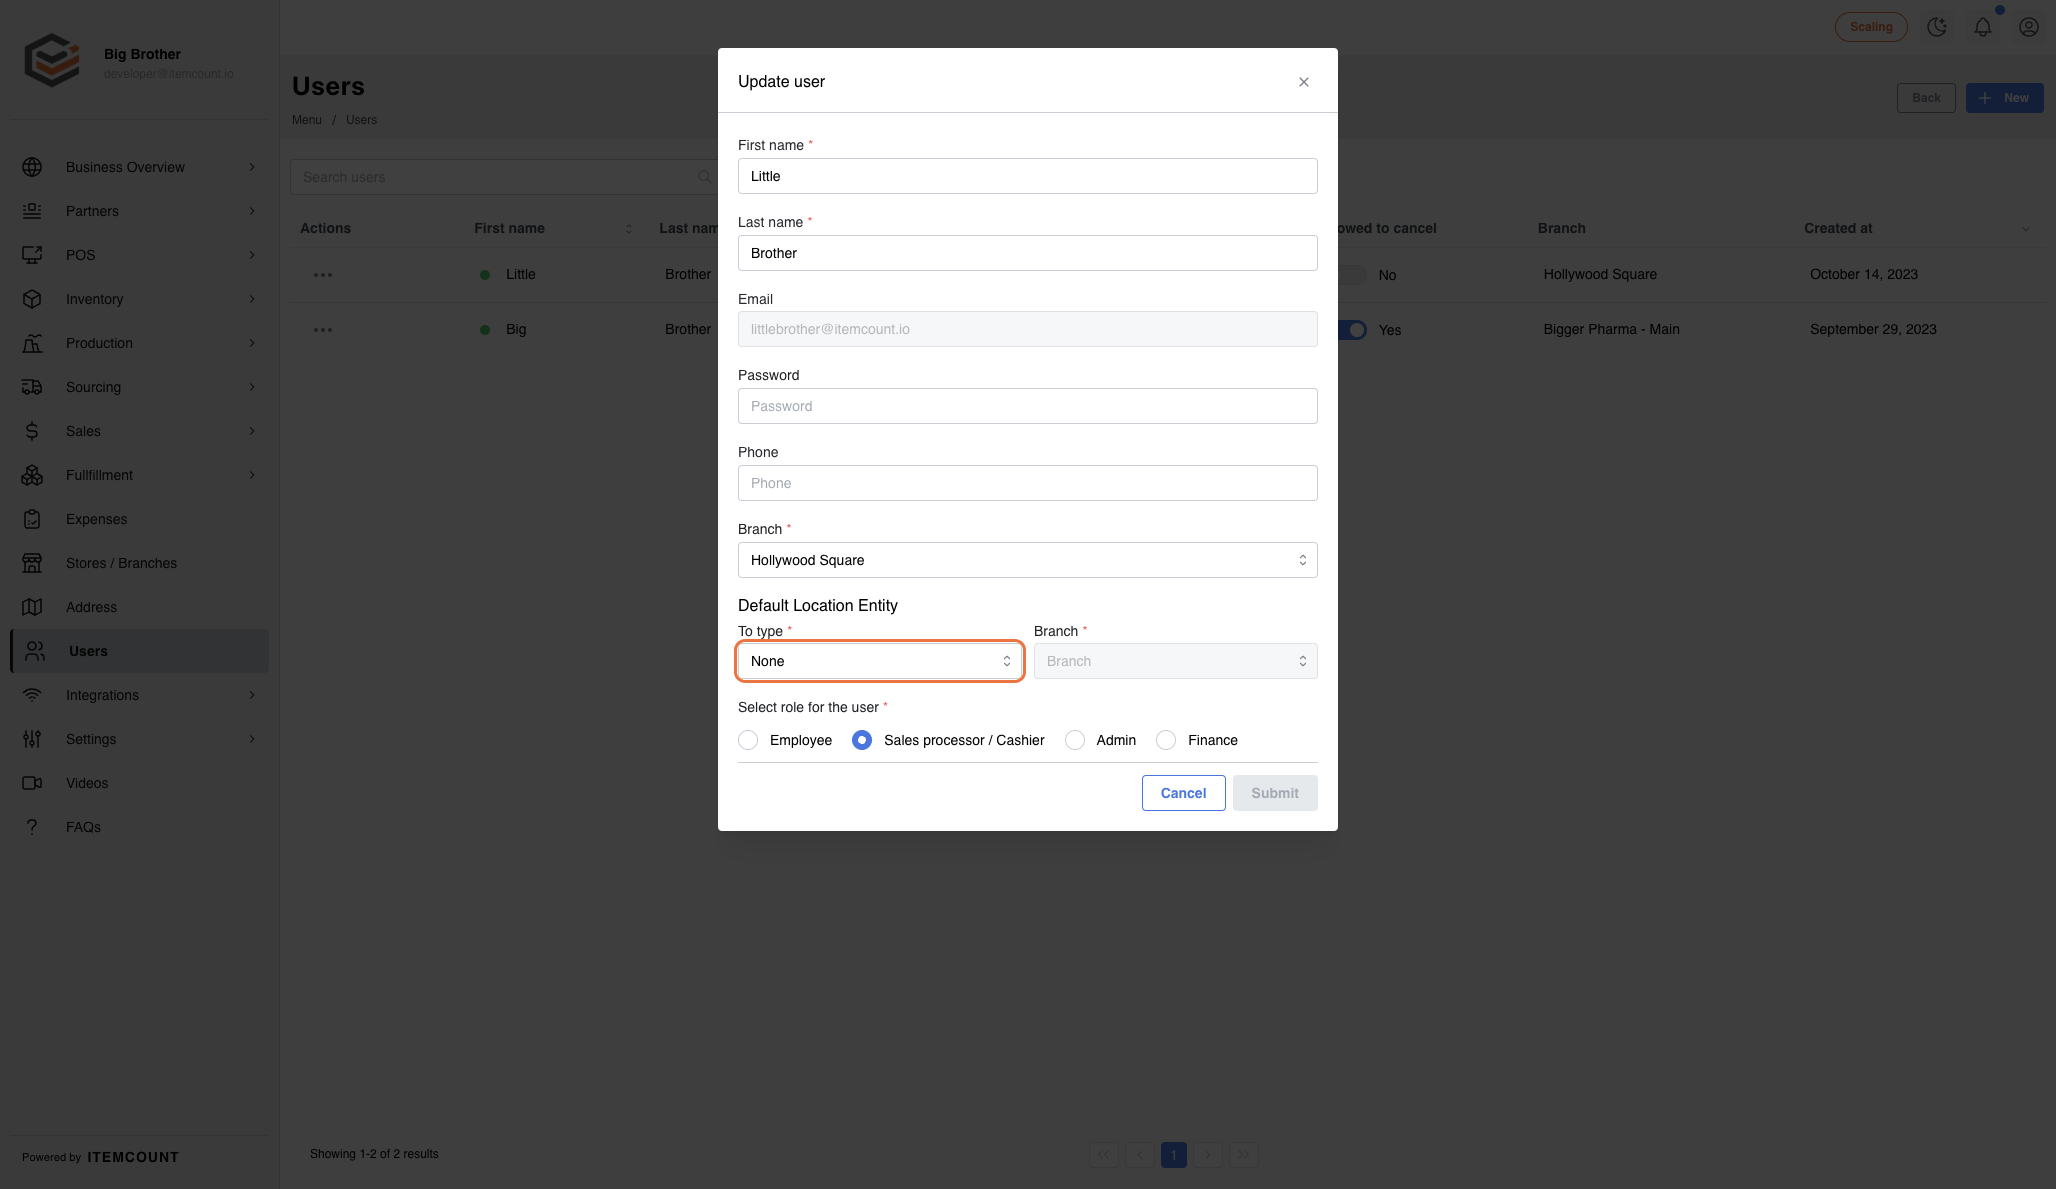 Big Brother
developer@itemcount.io
Business Overview
Partners
POS
Inventory
Production
Sourcing
Sales
Fullfillment
Expenses
Stores / Branches
Address
Users
Integrations
Settings
Videos
FAQs
Powered by ITEMCOUNT
Scaling
Users
Menu / Users
Back
+ New
Search users
Actions First name Last nam owed to cancel Branch Created at
Little Brother No Hollywood Square October 14, 2023
Big Brother Yes Bigger Pharma - Main September 29, 2023
Showing 1-2 of 2 results
1
Update user
First name *
Little
Last name *
Brother
Email
littlebrother@itemcount.io
Password
Password
Phone
Phone
Branch *
Hollywood Square
Default Location Entity
To type * Branch *
None Branch
Select role for the user *
Employee Sales processor / Cashier Admin Finance
Cancel Submit